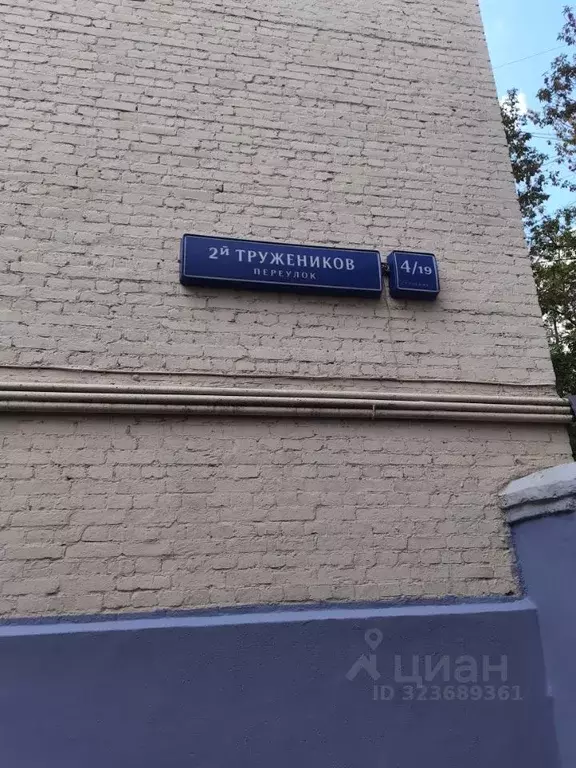 2й ТРУЖЕНИКОВ
ПЕРЕУЛОК
4/19
циан
ID 323689361